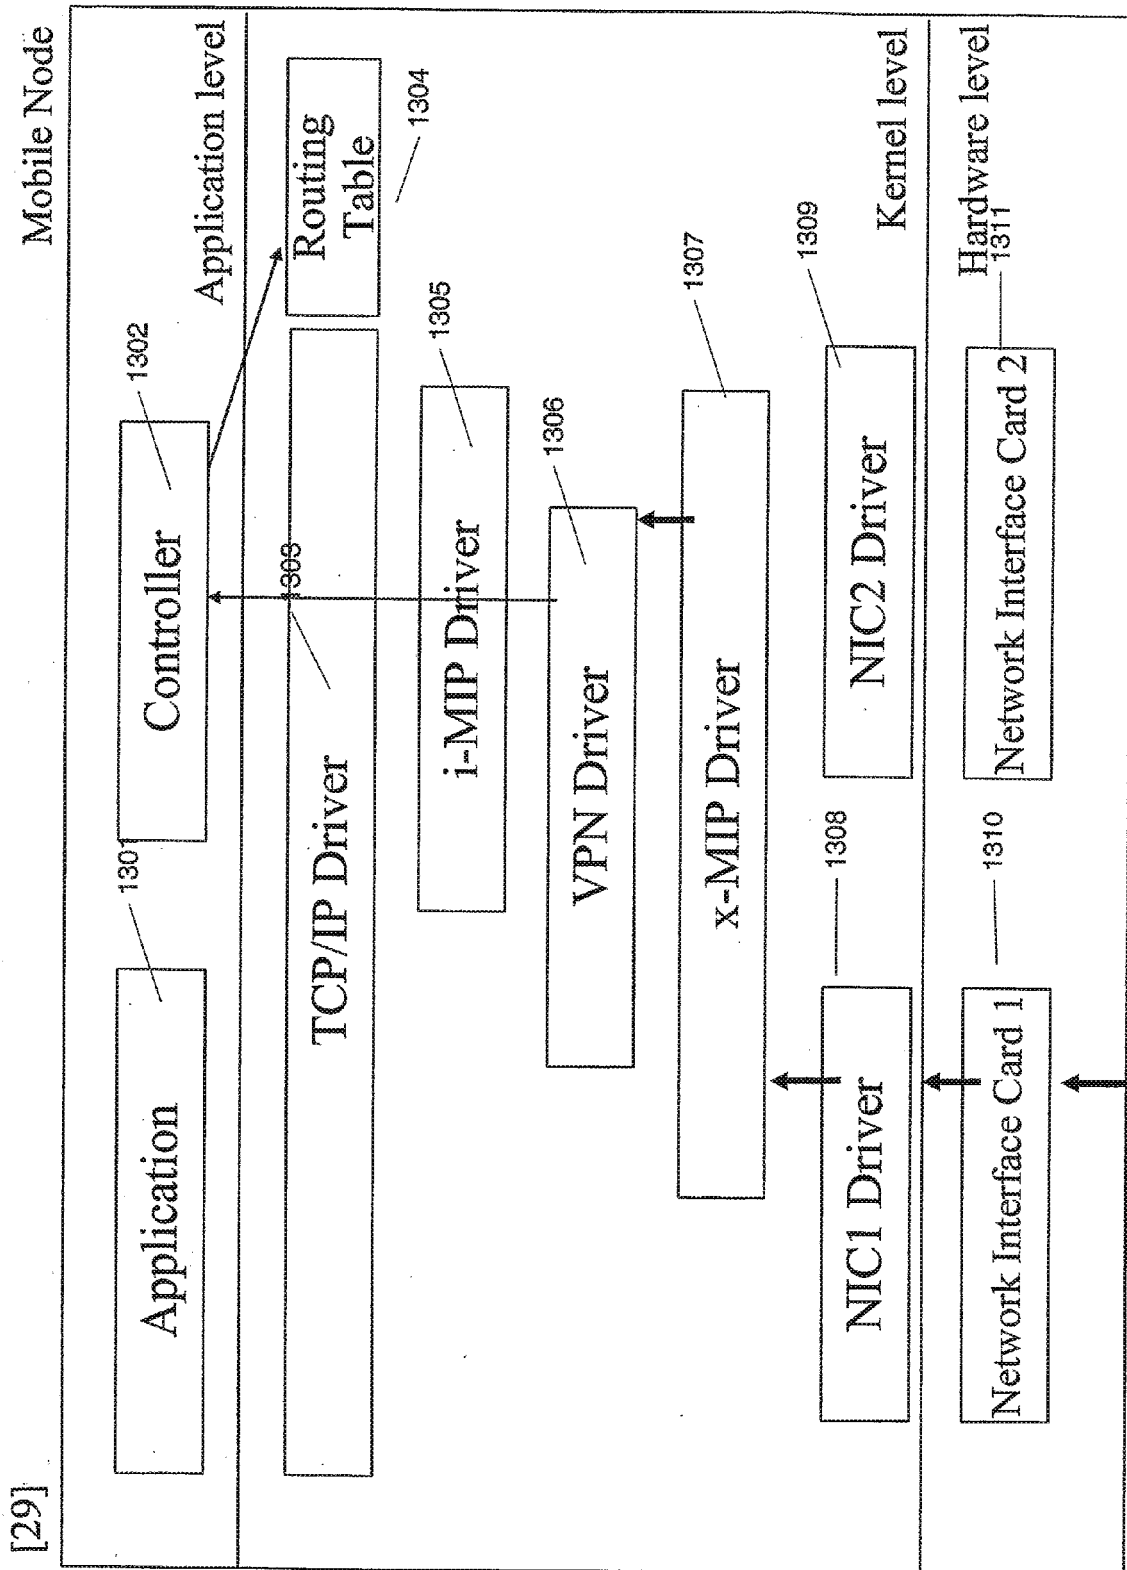 [29]
Mobile Node
Application level
Application
1301
Controller
1302
TCP/IP Driver
1303
Routing
Table
1304
i-MIP Driver
1305
VPN Driver
1306
x-MIP Driver
1307
NIC1 Driver
1308
NIC2 Driver
1309
Kernel level
Hardware level
Network Interface Card 1
1310
Network Interface Card 2
1311